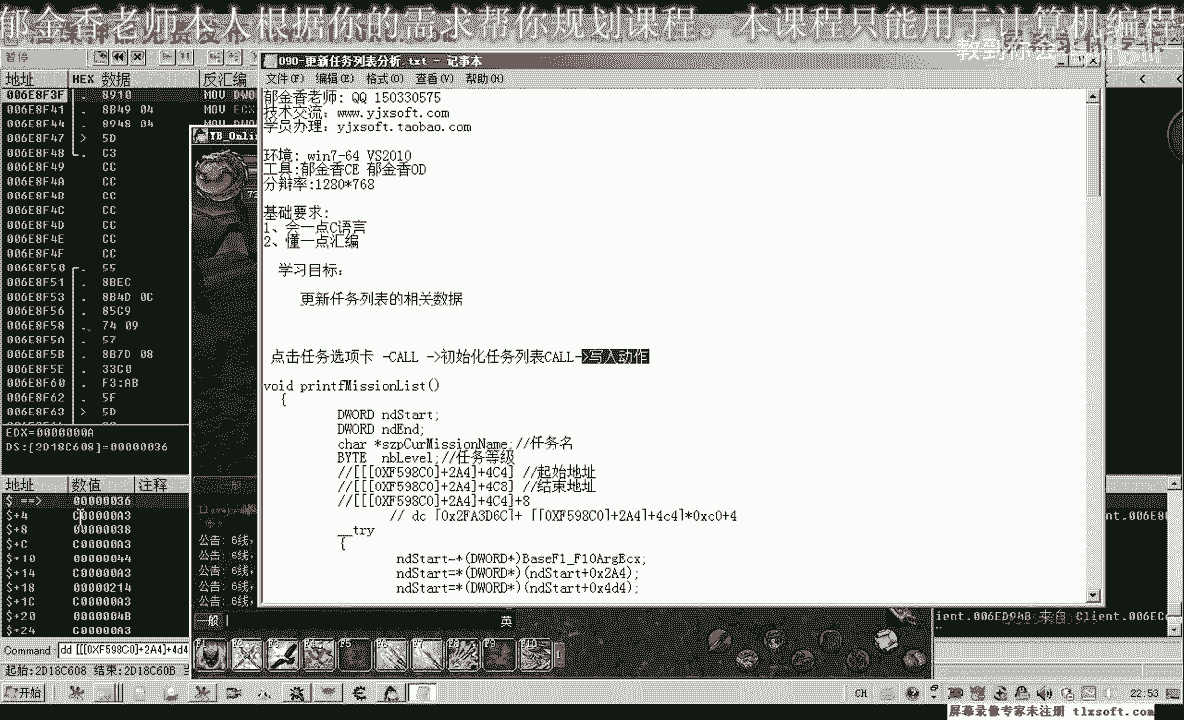 郁金香老师本人根据你的需求帮你规划课程。本课程只能用于计算机编程
教到
暂停
地址 HEX 数据 反汇编
006E8F3F . 8910 MOV DWO
006E8F41 . 8B49 04 MOV ECX
006E8F44 . 8948 04 MOV DWO
006E8F47 > 5D
006E8F48 . C3
006E8F49 CC
006E8F4A CC
006E8F4B CC
006E8F4C CC
006E8F4D CC
006E8F4E CC
006E8F4F CC
006E8F50 . 55
006E8F51 . 8BEC
006E8F53 . 8B4D 0C
006E8F56 . 85C9
006E8F58 . 74 09
006E8F5A . 57
006E8F5B . 8B7D 08
006E8F5E . 33C0
006E8F60 . F3:AB
006E8F62 . 5F
006E8F63 > 5D
EDX=0000000A
DS:[2D18C608]=00000036
地址 数值 注释
$ ==> 00000036
$+4 C00000A3
$+8 00000038
$+C C00000A3
$+10 00000044
$+14 C00000A3
$+18 00000214
$+1C C00000A3
$+20 0000004B
$+24 C00000A3
Command : dd [[[0XF598C0]+2A4]+4d4
起始:2D18C608 结束:2D18C60B
YB_Onli
090-更新任务列表分析.txt - 记事本
文件(F) 编辑(E) 格式(O) 查看(V) 帮助(H)
郁金香老师: QQ 150330575
技术交流: www.yjxsoft.com
学员办理: yjxsoft.taobao.com
环境: win7-64 VS2010
工具:郁金香CE 郁金香OD
分辩率:1280*768
基础要求:
1、会一点C语言
2、懂一点汇编
学习目标:
更新任务列表的相关数据
点击任务选项卡 -CALL ->初始化任务列表CALL->写入动作
void printfMissionList()
{
DWORD ndStart;
DWORD ndEnd;
char *szpCurMissionName;//任务名
BYTE nbLevel;//任务等级
//[[[0XF598C0]+2A4]+4C4] //起始地址
//[[[0XF598C0]+2A4]+4C8] //结束地址
//[[[0XF598C0]+2A4]+4C4]+8
// dc [0x2FA3D6C]+ [[0XF598C0]+2A4]+4c4]*0xc0+4
__try
{
ndStart=*(DWORD*)BaseF1_F10ArgEcx;
ndStart=*(DWORD*)(ndStart+0x2A4);
ndStart=*(DWORD*)(ndStart+0x4d4);
公告: 6线,
公告: 6线,
公告: 6线,
公告: 6线,
公告: 6线,
一般
英
ent.006E8
ient.006ED94B 来自 Client.006EC
开始
CH
22:53
屏幕录像专家未注册 tlxsoft.com